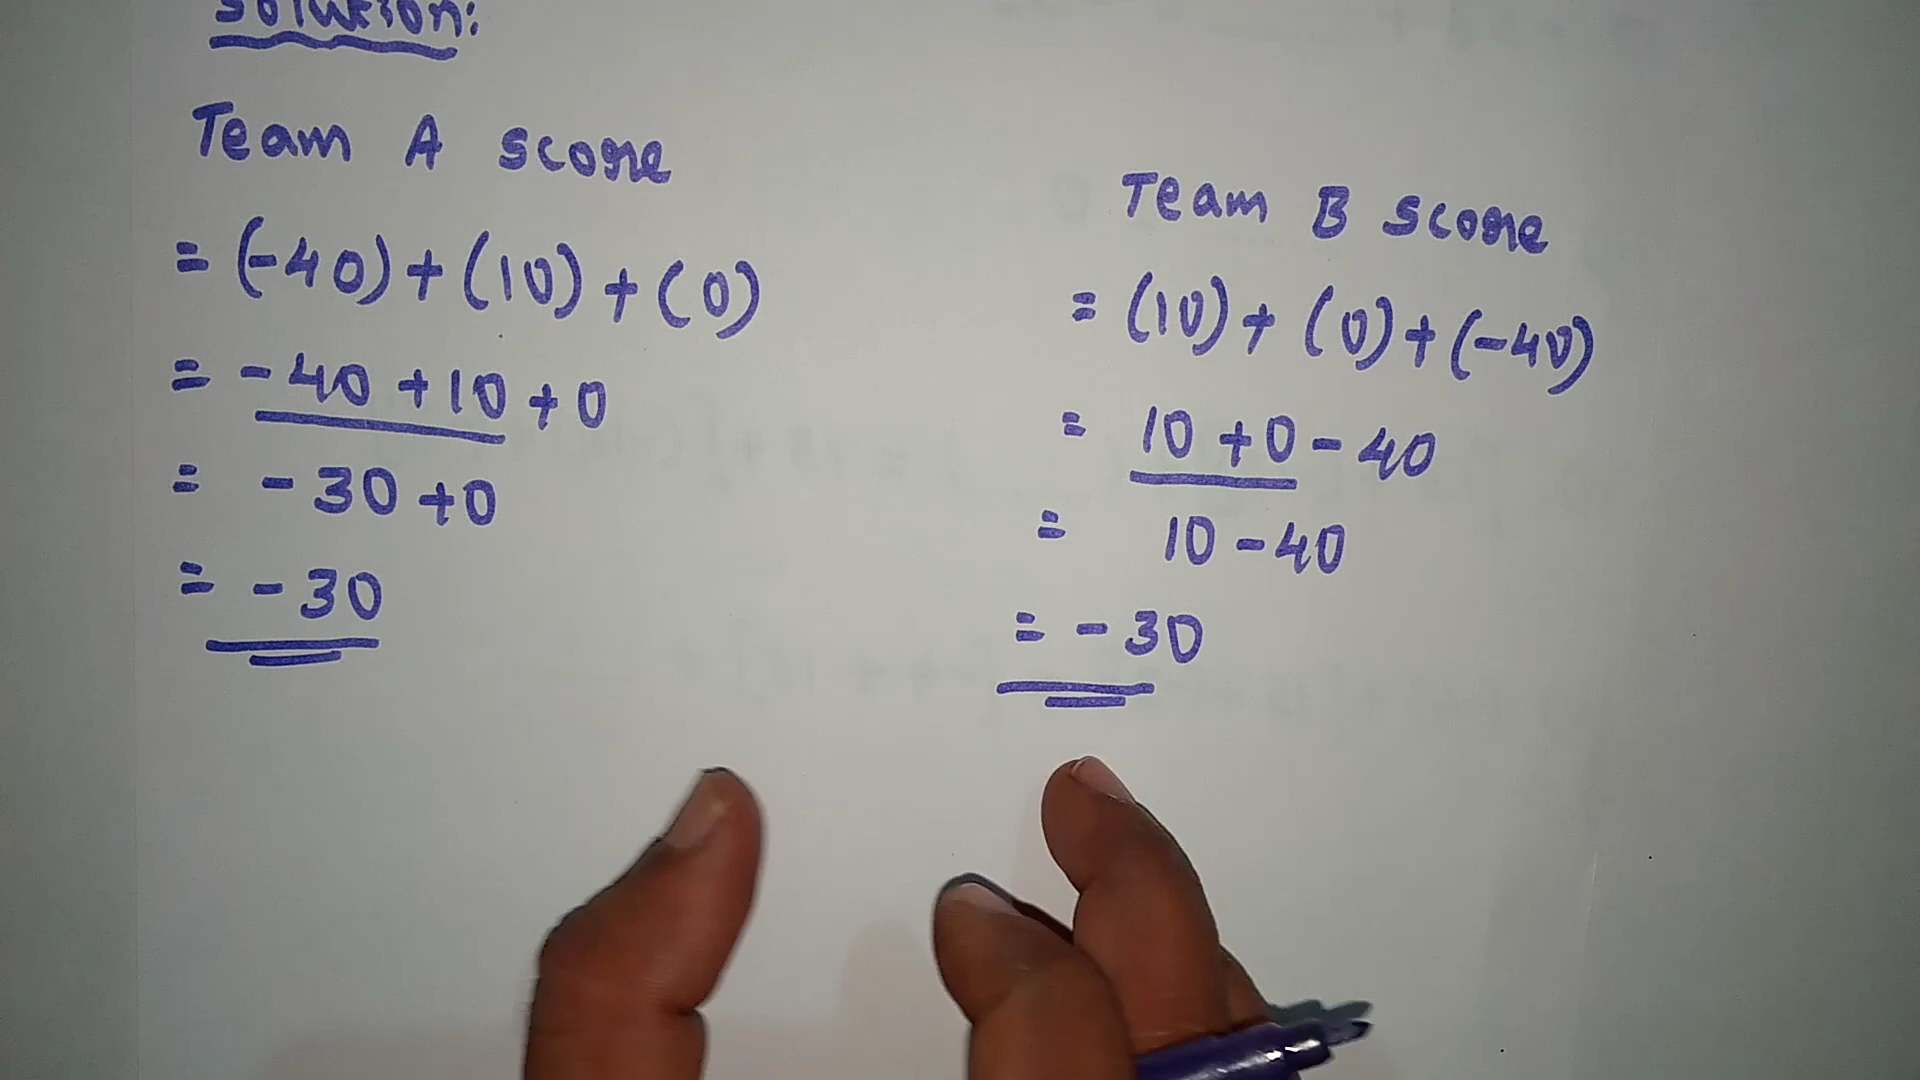 Solution:
Team A score
= (-40) + (10) + (0)
= -40 + 10 + 0
= -30 + 0
= -30
Team B score
= (10) + (0) + (-40)
= 10 + 0 - 40
= 10 - 40
= -30